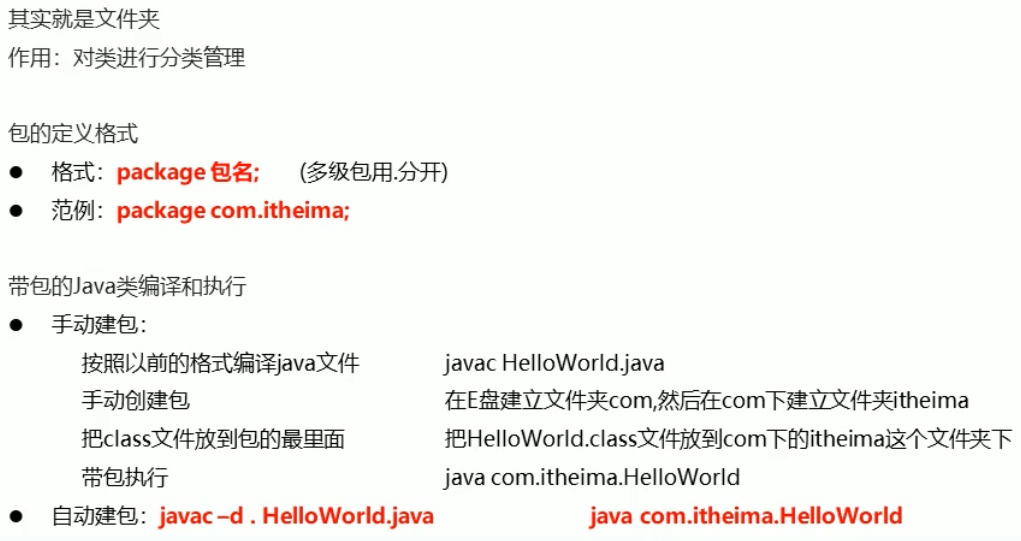 其实就是文件夹
作用：对类进行分类管理
包的定义格式
● 格式：package 包名; (多级包用.分开)
● 范例：package com.itheima;
带包的Java类编译和执行
● 手动建包：
按照以前的格式编译java文件 javac HelloWorld.java
手动创建包 在E盘建立文件夹com,然后在com下建立文件夹itheima
把class文件放到包的最里面 把HelloWorld.class文件放到com下的itheima这个文件夹下
带包执行 java com.itheima.HelloWorld
● 自动建包：javac –d . HelloWorld.java java com.itheima.HelloWorld